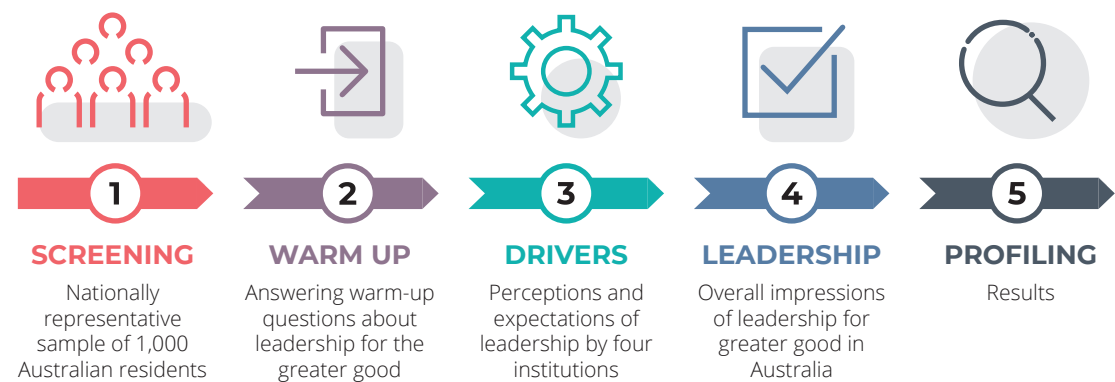 1
SCREENING
Nationally
representative
sample of 1,000
Australian residents
2
WARM UP
Answering warm-up
questions about
leadership for the
greater good
3
DRIVERS
Perceptions and
expectations of
leadership by four
institutions
4
LEADERSHIP
Overall impressions
of leadership for
greater good in
Australia
5
PROFILING
Results